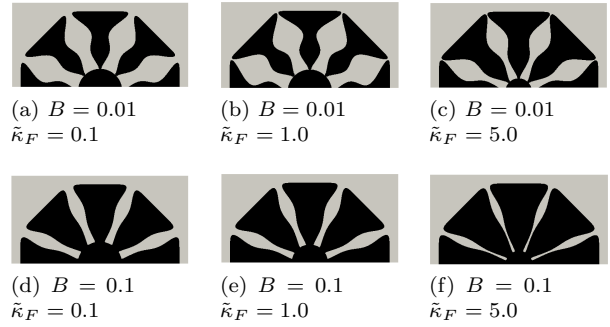 (a) B = 0.01
κ̃_F = 0.1
(b) B = 0.01
κ̃_F = 1.0
(c) B = 0.01
κ̃_F = 5.0
(d) B = 0.1
κ̃_F = 0.1
(e) B = 0.1
κ̃_F = 1.0
(f) B = 0.1
κ̃_F = 5.0